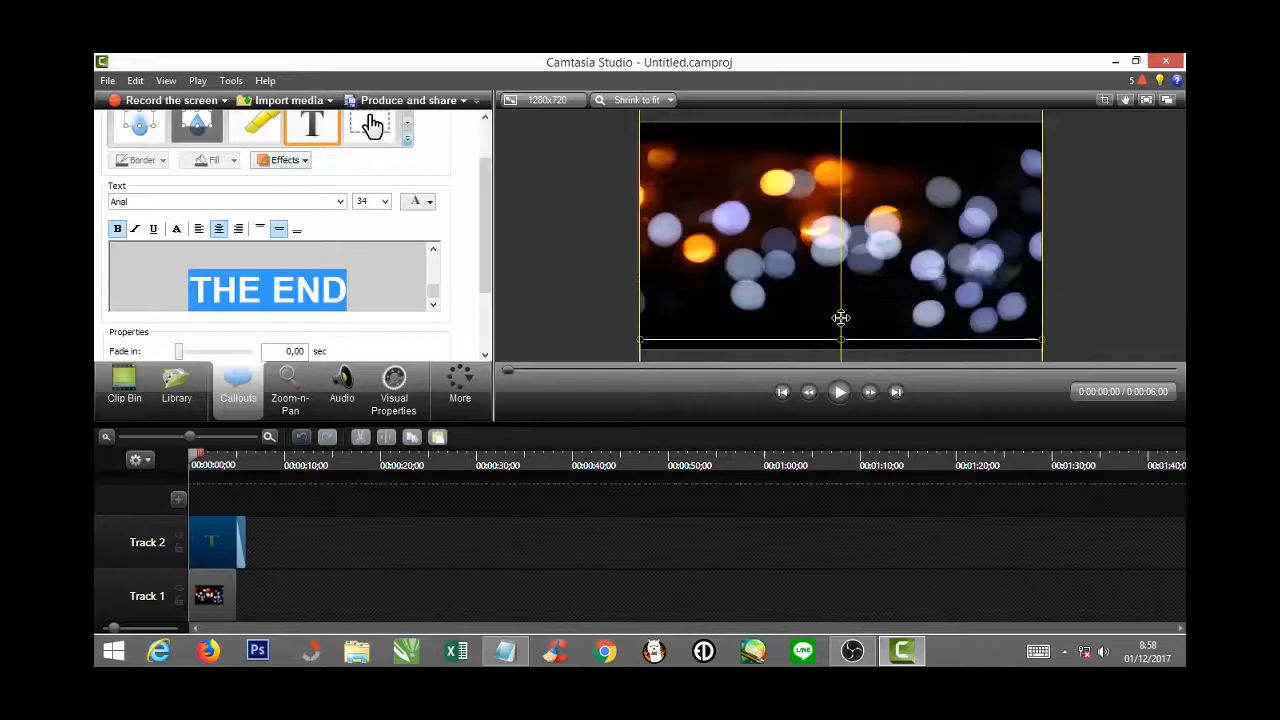 Camtasia Studio - Untitled.camproj
File Edit View Play Tools Help
5
Record the screen Import media Produce and share
1280x720 Shrink to fit
T
Border Fill Effects
Text
Arial 34 A
B I U A
THE END
Properties
Fade in: 0,00 sec
Clip Bin Library Callouts Zoom-n-Pan Audio Visual Properties More
0:00:00;00 / 0:00:06;00
00:00:00;00 00:00:10;00 00:00:20;00 00:00:30;00 00:00:40;00 00:00:50;00 00:01:00;00 00:01:10;00 00:01:20;00 00:01:30;00 00:01:40;0
Track 2 T
Track 1
Ps LINE
8:58
01/12/2017